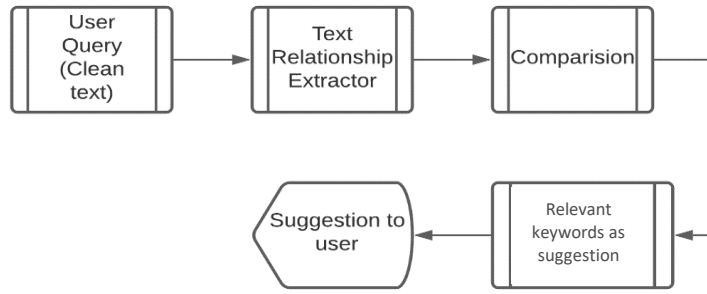 User
Query
(Clean
text)
Text
Relationship
Extractor
Comparision
Suggestion to
user
Relevant
keywords as
suggestion